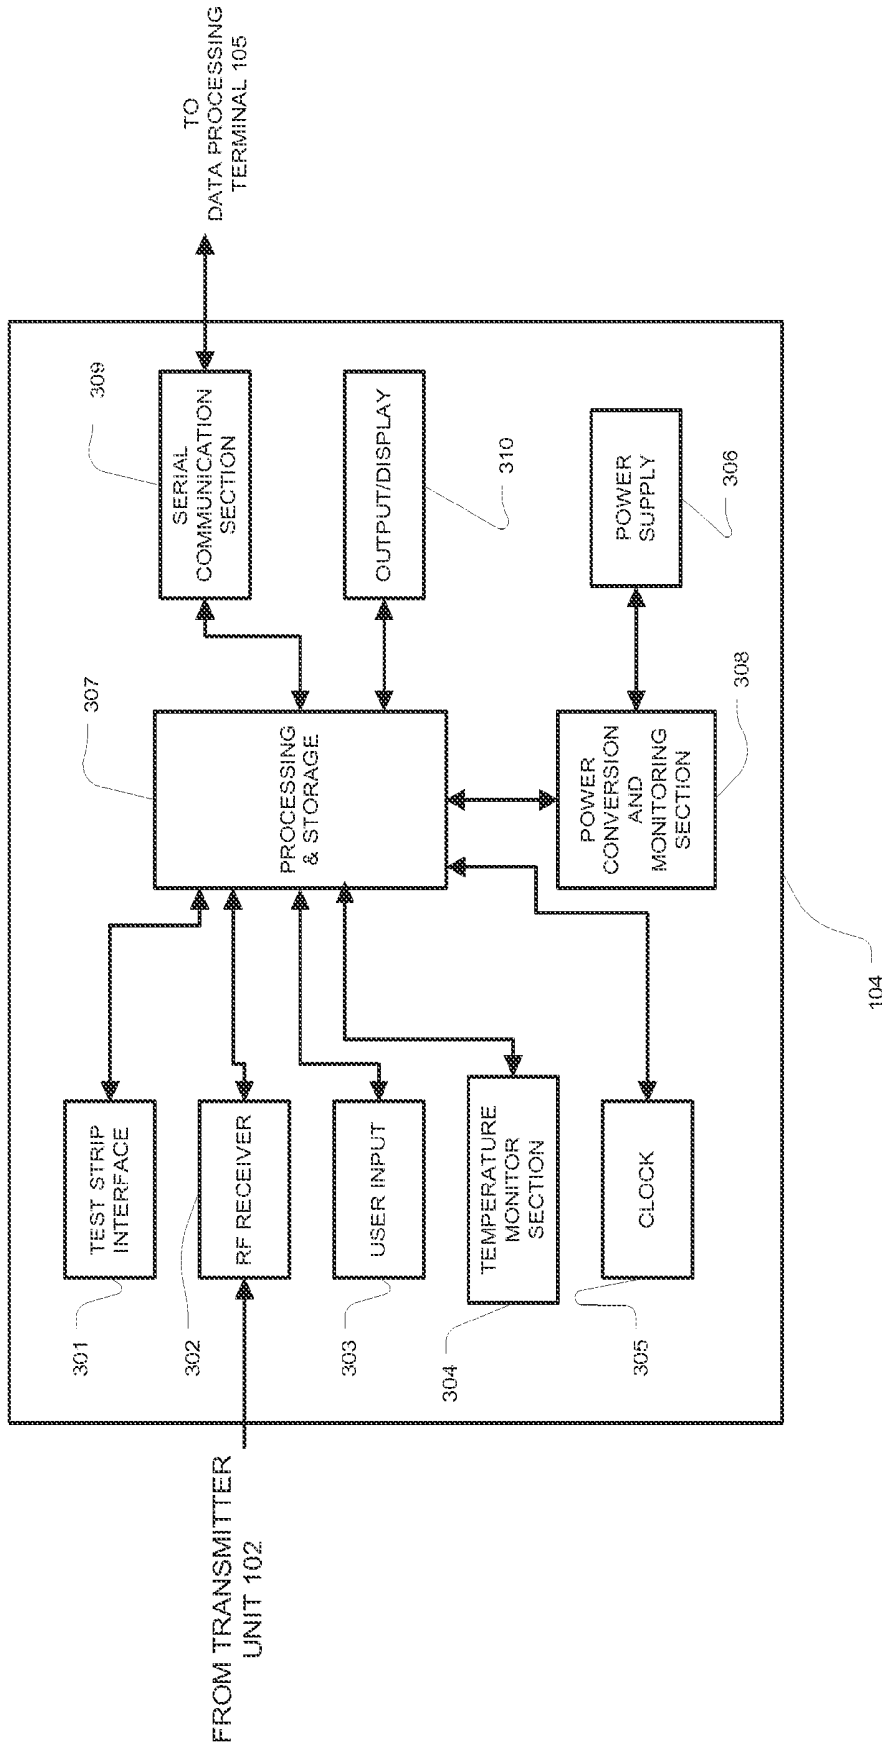 TO
DATA PROCESSING
TERMINAL 105
309
SERIAL
COMMUNICATION
SECTION
OUTPUT/DISPLAY
310
POWER
SUPPLY
306
307
PROCESSING
& STORAGE
POWER
CONVERSION
AND
MONITORING
SECTION
308
104
TEST STRIP
INTERFACE
301
RF RECEIVER
302
USER INPUT
303
TEMPERATURE
MONITOR
SECTION
304
CLOCK
305
FROM TRANSMITTER
UNIT 102